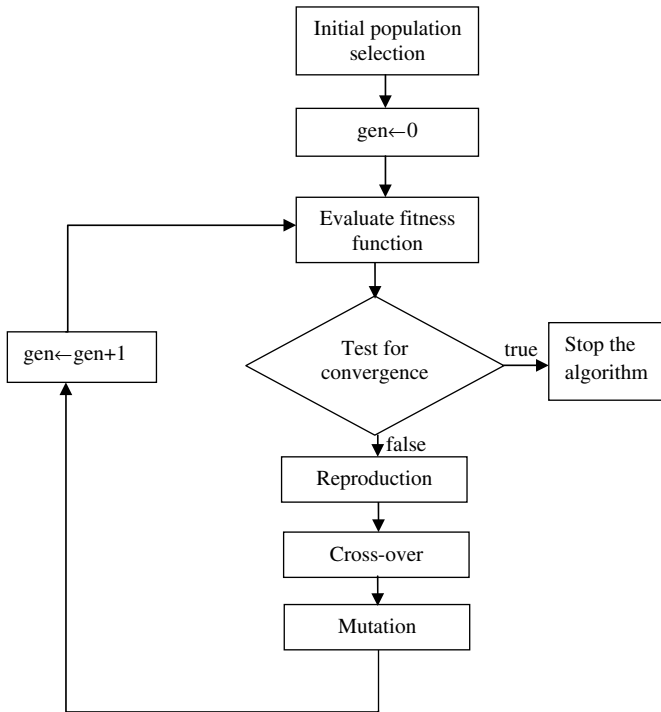 Initial population
selection
gen←0
Evaluate fitness
function
gen←gen+1
Test for
convergence
true
Stop the
algorithm
false
Reproduction
Cross-over
Mutation